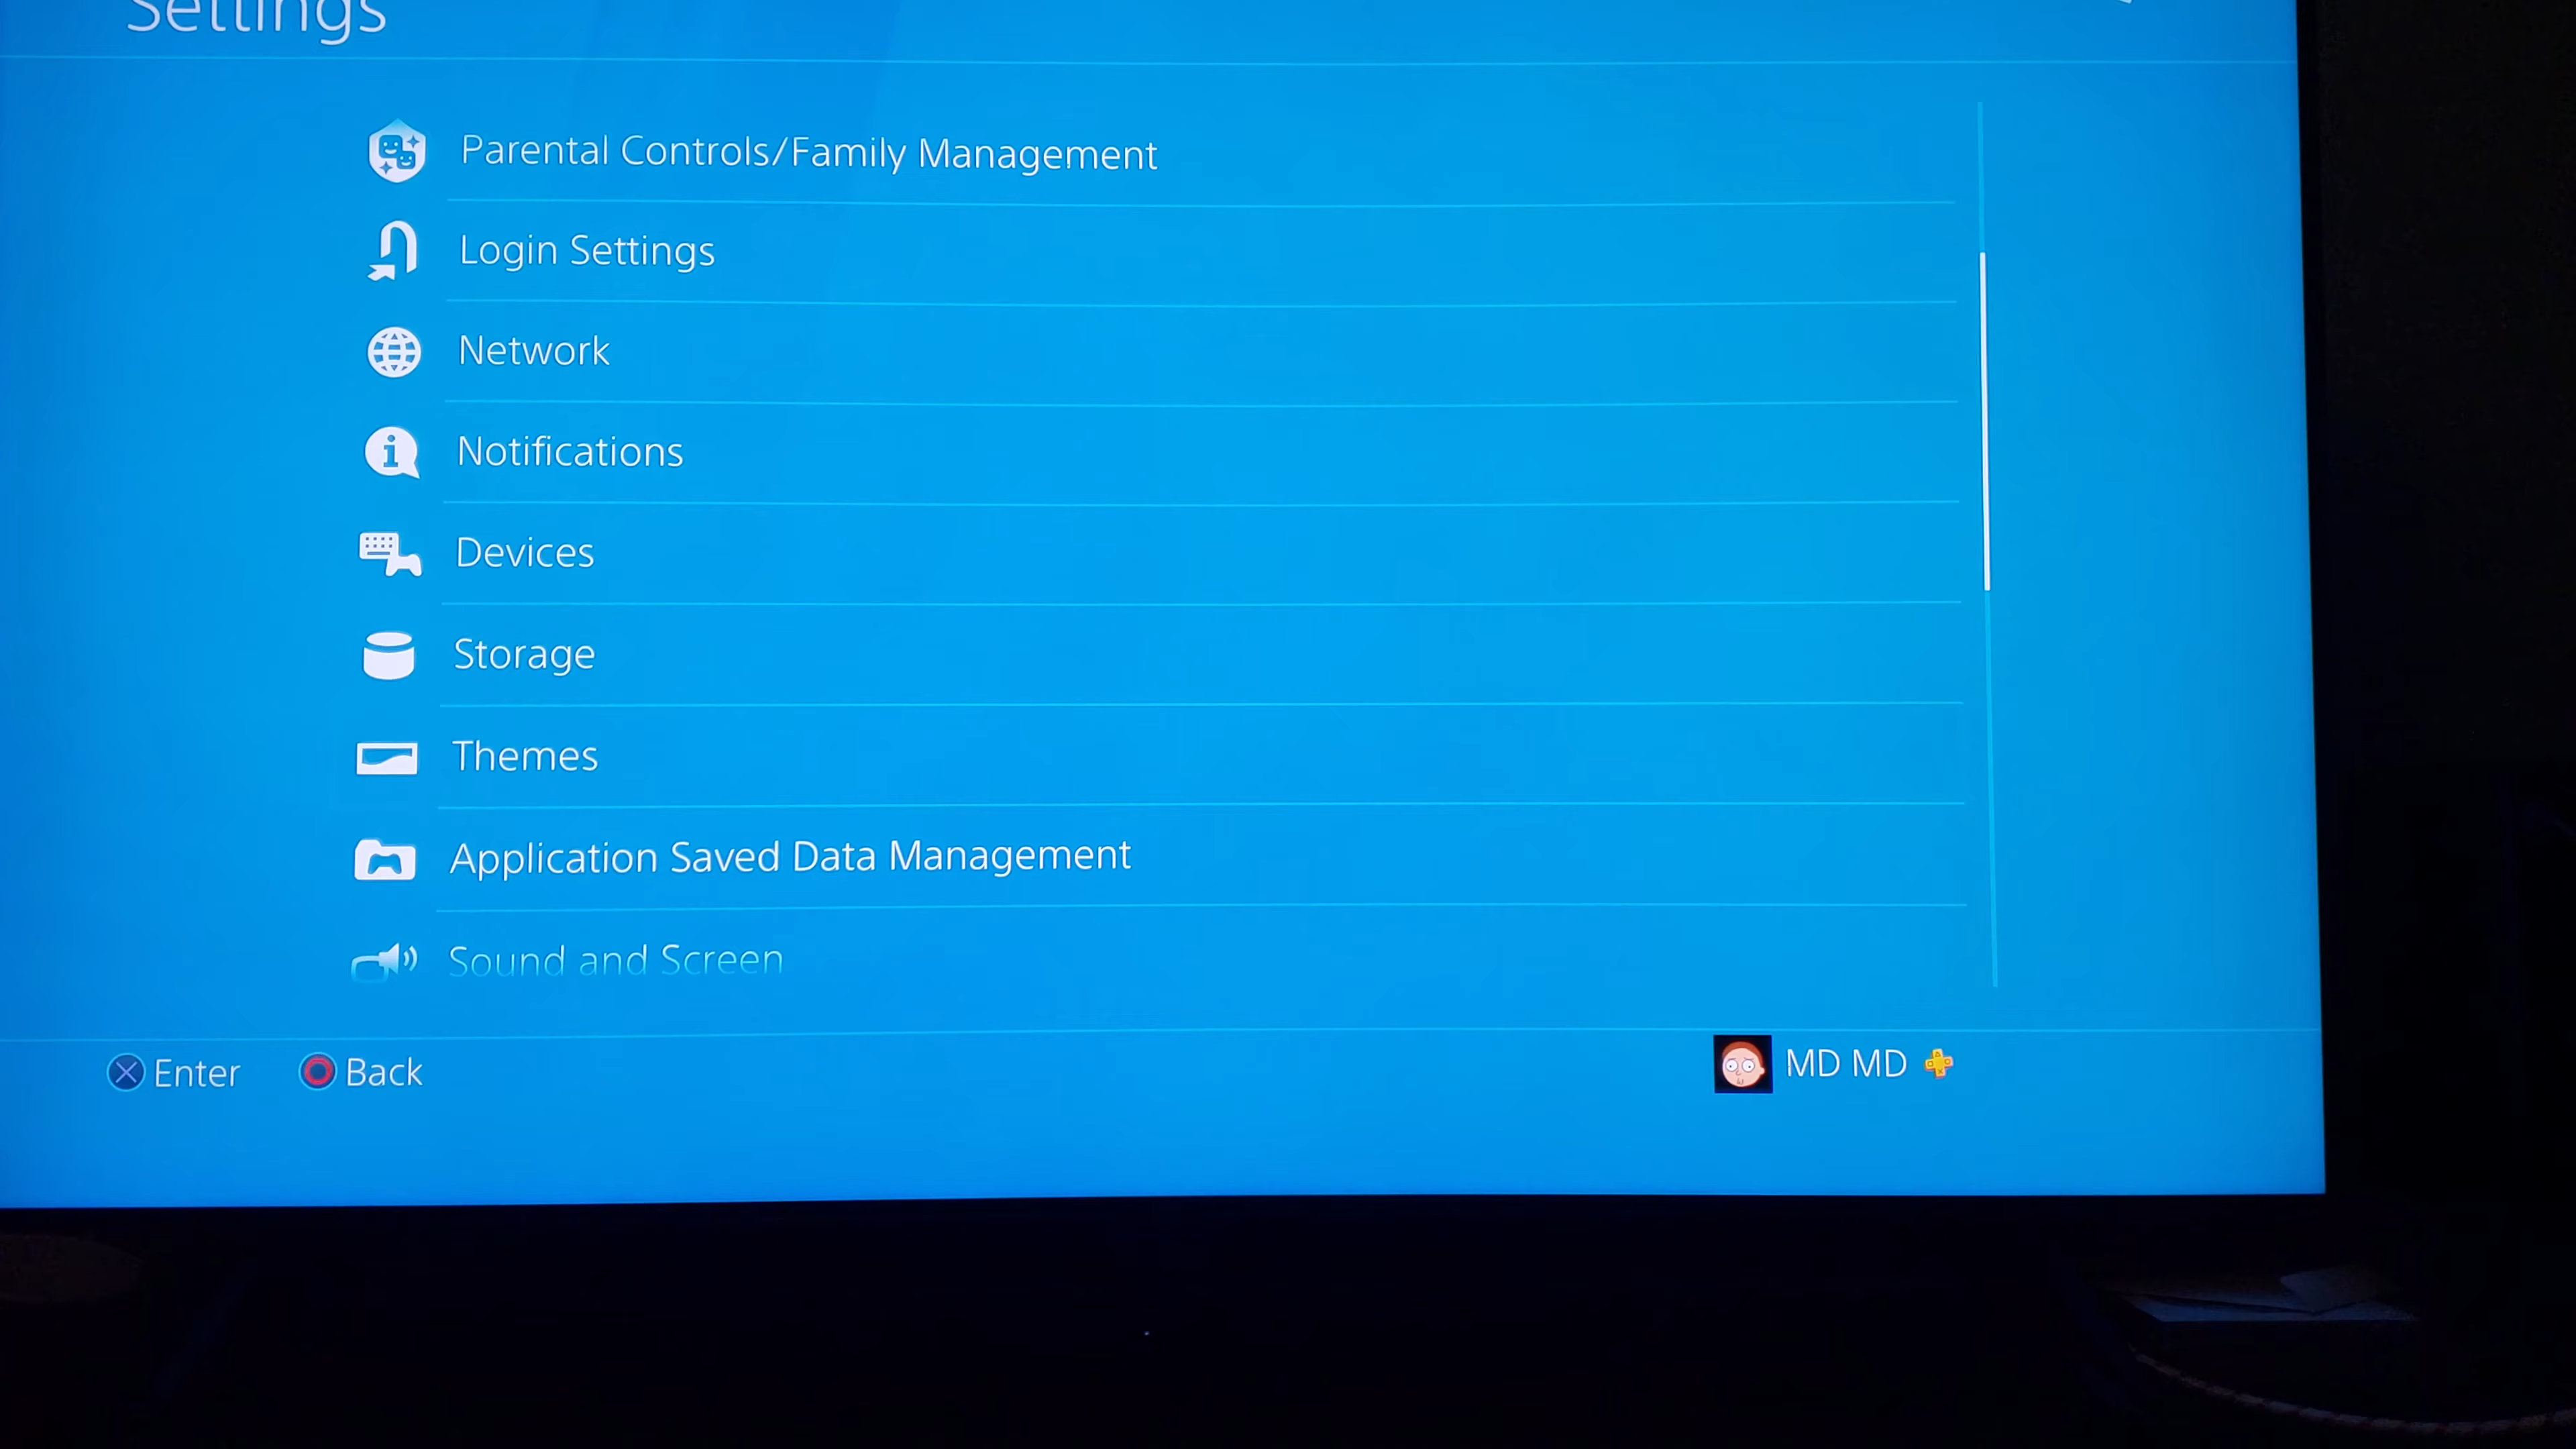 Settings
Parental Controls/Family Management
Login Settings
Network
Notifications
Devices
Storage
Themes
Application Saved Data Management
Sound and Screen
Enter
Back
MD MD